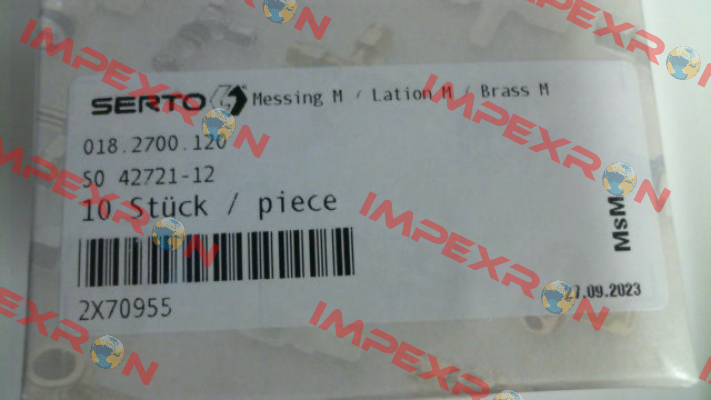 SERTO Messing M / Lation M / Brass M
018.2700.120
SO 42721-12
10 Stück / piece
2X70955
MsM
27.09.2023
IMPEXRON
IMPEXRON
IMPEXRON
IMPEXRON
IMPEXRON
IMPEXRON